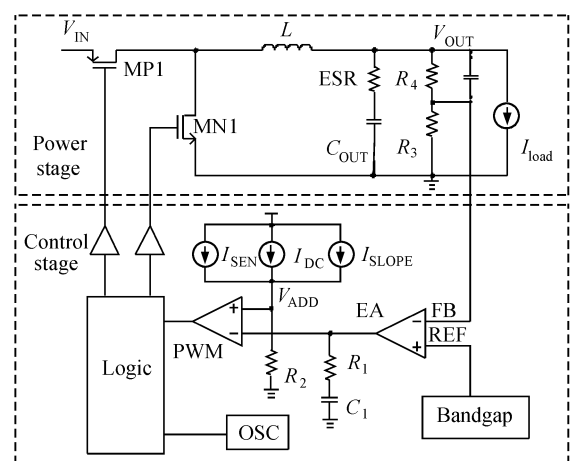 V_IN
L
V_OUT
MP1
ESR
R_4
MN1
Power stage
C_OUT
R_3
I_load
Control stage
I_SEN
I_DC
I_SLOPE
V_ADD
EA
FB
+
−
−
REF
+
PWM
Logic
R_2
R_1
C_1
Bandgap
OSC